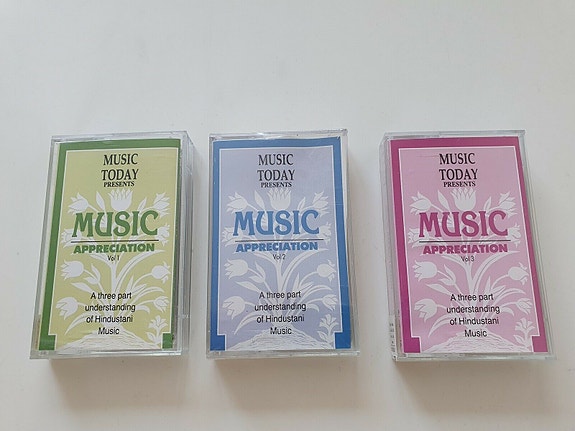 MUSIC
TODAY
PRESENTS
MUSIC
APPRECIATION
Vol 1
A three part
understanding
of Hindustani
Music
MUSIC
TODAY
PRESENTS
MUSIC
APPRECIATION
Vol 2
A three part
understanding
of Hindustani
Music
MUSIC
TODAY
PRESENTS
MUSIC
APPRECIATION
Vol 3
A three part
understanding
of Hindustani
Music